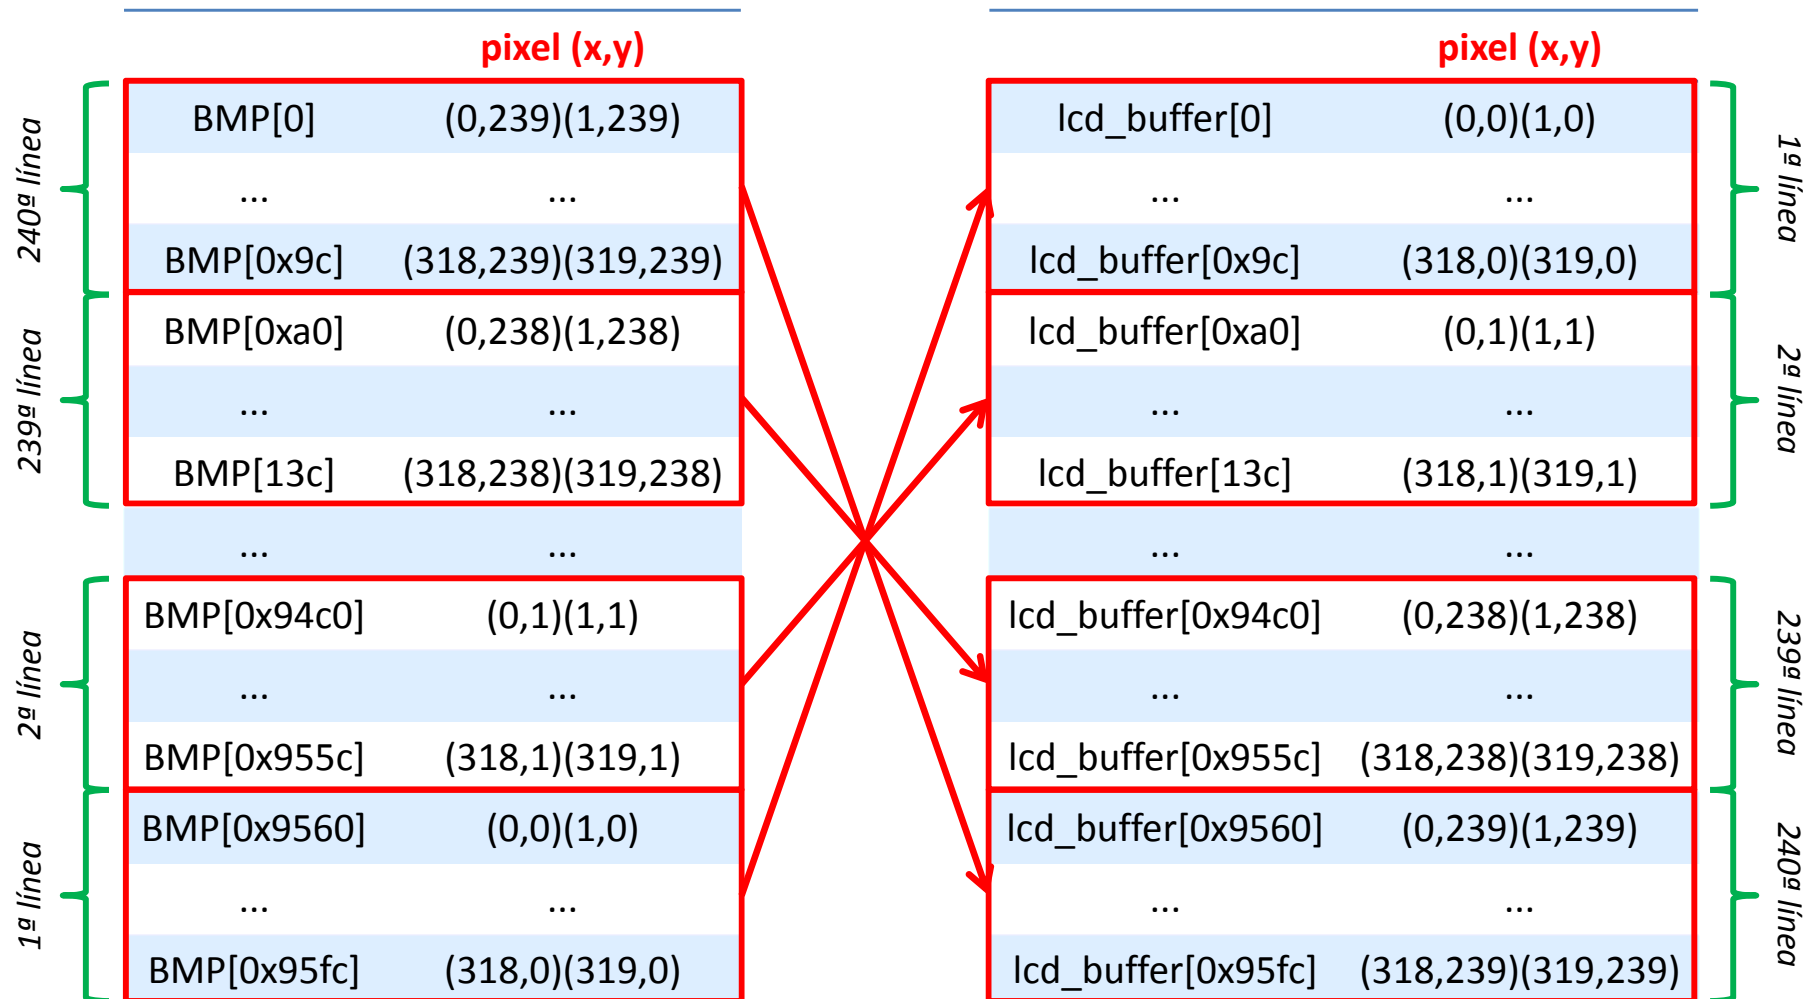 pixel (x,y) pixel (x,y)
240ª línea
BMP[0] (0,239)(1,239)
... ...
BMP[0x9c] (318,239)(319,239)
239ª línea
BMP[0xa0] (0,238)(1,238)
... ...
BMP[13c] (318,238)(319,238)
... ...
2ª línea
BMP[0x94c0] (0,1)(1,1)
... ...
BMP[0x955c] (318,1)(319,1)
1ª línea
BMP[0x9560] (0,0)(1,0)
... ...
BMP[0x95fc] (318,0)(319,0)
lcd_buffer[0] (0,0)(1,0)
... ...
lcd_buffer[0x9c] (318,0)(319,0)
1ª línea
lcd_buffer[0xa0] (0,1)(1,1)
... ...
lcd_buffer[13c] (318,1)(319,1)
2ª línea
... ...
lcd_buffer[0x94c0] (0,238)(1,238)
... ...
lcd_buffer[0x955c] (318,238)(319,238)
239ª línea
lcd_buffer[0x9560] (0,239)(1,239)
... ...
lcd_buffer[0x95fc] (318,239)(319,239)
240ª línea